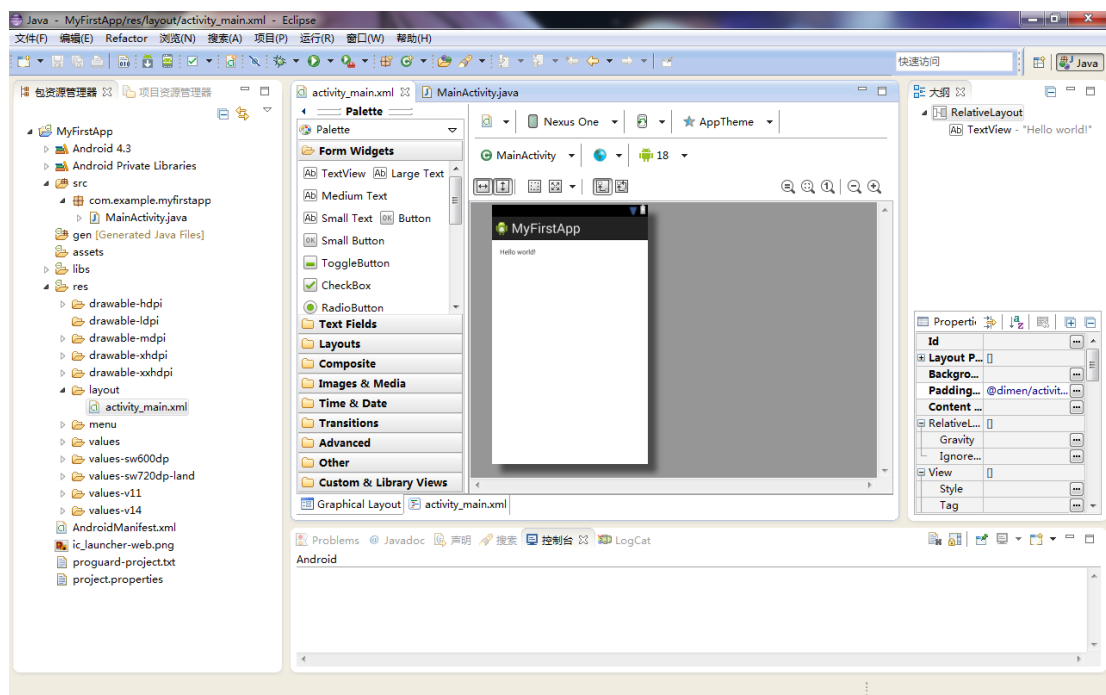 Java - MyFirstApp/res/layout/activity_main.xml - Eclipse
文件(F) 编辑(E) Refactor 浏览(N) 搜索(A) 项目(P) 运行(R) 窗口(W) 帮助(H)
快速访问
Java
包资源管理器
项目资源管理器
MyFirstApp
Android 4.3
Android Private Libraries
src
com.example.myfirstapp
MainActivity.java
gen [Generated Java Files]
assets
libs
res
drawable-hdpi
drawable-ldpi
drawable-mdpi
drawable-xhdpi
drawable-xxhdpi
layout
activity_main.xml
menu
values
values-sw600dp
values-sw720dp-land
values-v11
values-v14
AndroidManifest.xml
ic_launcher-web.png
proguard-project.txt
project.properties
activity_main.xml
MainActivity.java
Palette
Palette
Form Widgets
Ab TextView Ab Large Text
Ab Medium Text
Ab Small Text OK Button
OK Small Button
ToggleButton
CheckBox
RadioButton
Text Fields
Layouts
Composite
Images & Media
Time & Date
Transitions
Advanced
Other
Custom & Library Views
Nexus One
AppTheme
MainActivity
18
MyFirstApp
Hello world!
Graphical Layout
activity_main.xml
大纲
RelativeLayout
Ab TextView - "Hello world!"
Properti
Id
Layout P... []
Backgro...
Padding... @dimen/activit...
Content ...
RelativeL... []
Gravity
Ignore...
View []
Style
Tag
Problems @ Javadoc 声明 搜索 控制台 LogCat
Android